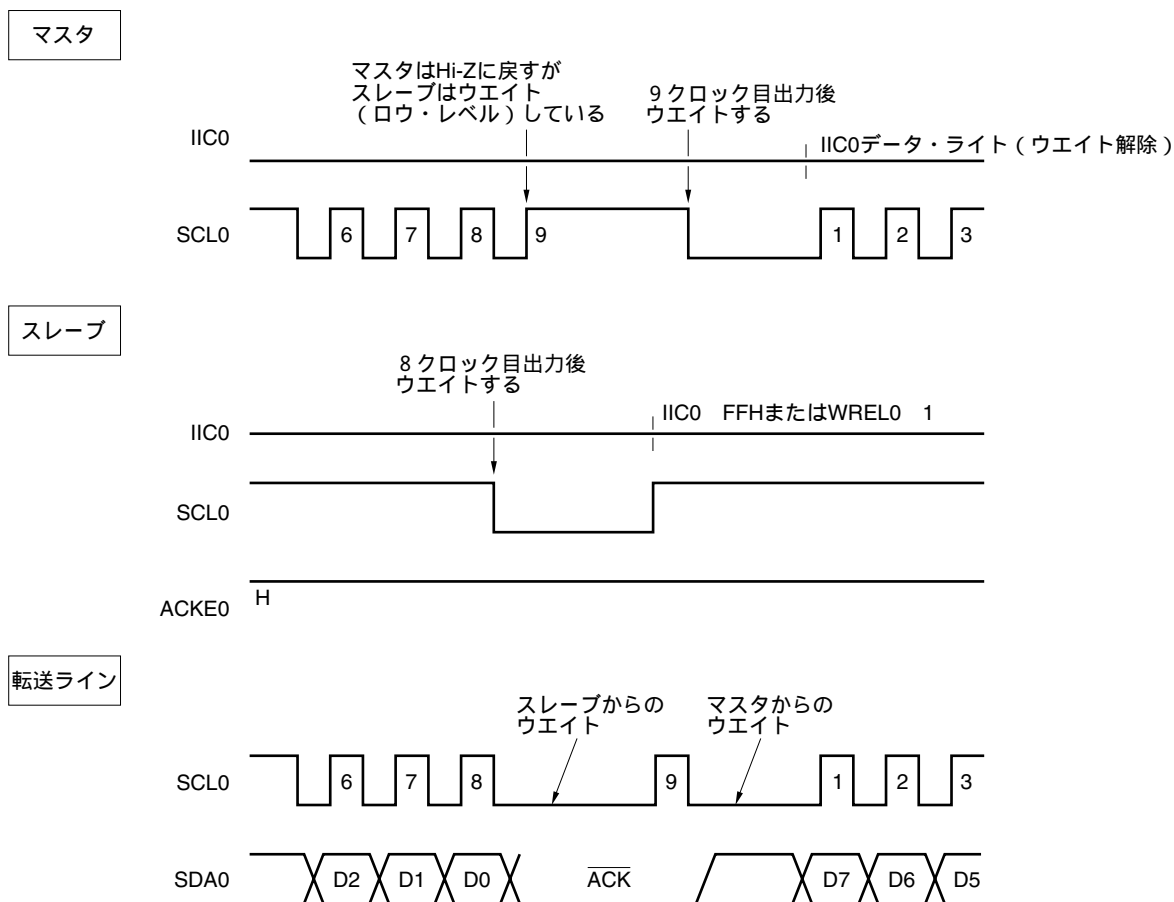 マスタ
マスタはHi-Zに戻すが
スレーブはウエイト
(ロウ・レベル)している
9クロック目出力後
ウエイトする
IIC0
IIC0データ・ライト(ウエイト解除)
SCL0
6 7 8 9 1 2 3
スレーブ
8クロック目出力後
ウエイトする
IIC0 FFHまたはWREL0 1
IIC0
SCL0
H
ACKE0
転送ライン
スレーブからの
ウエイト
マスタからの
ウエイト
SCL0
6 7 8 9 1 2 3
SDA0
D2 D1 D0 ACK D7 D6 D5